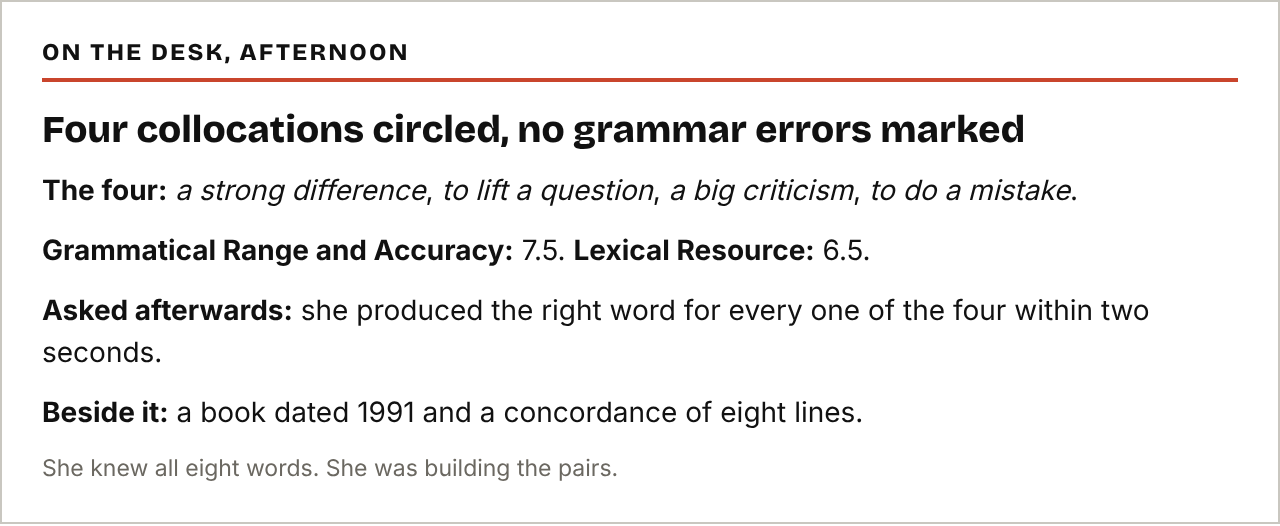 ON THE DESK, AFTERNOON
Four collocations circled, no grammar errors marked
The four: a strong difference, to lift a question, a big criticism, to do a mistake.
Grammatical Range and Accuracy: 7.5. Lexical Resource: 6.5.
Asked afterwards: she produced the right word for every one of the four within two
seconds.
Beside it: a book dated 1991 and a concordance of eight lines.
She knew all eight words. She was building the pairs.